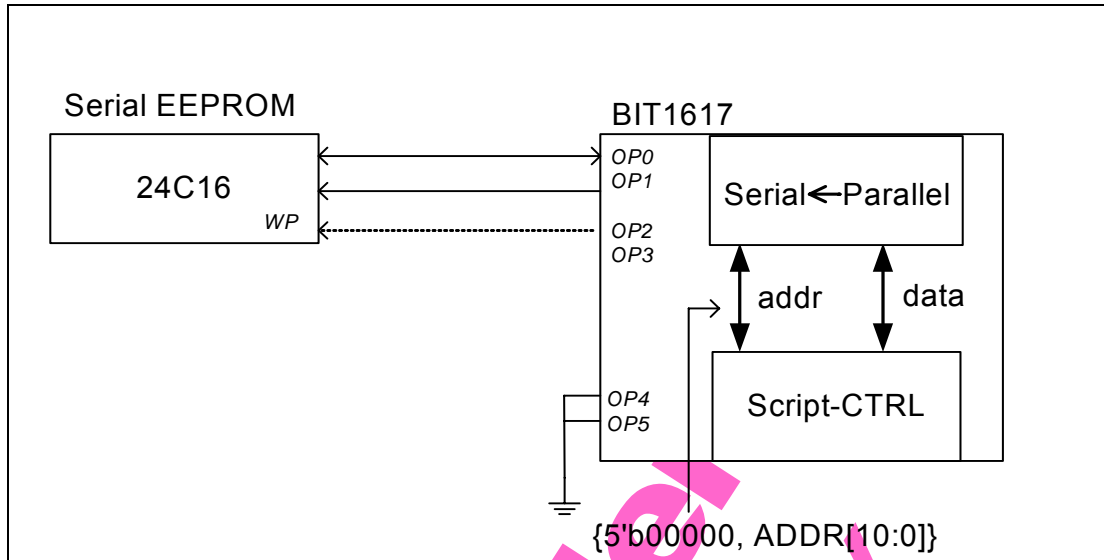 Serial EEPROM
24C16
WP
BIT1617
OP0
OP1
OP2
OP3
OP4
OP5
Serial←Parallel
addr
data
Script-CTRL
{5'b00000, ADDR[10:0]}